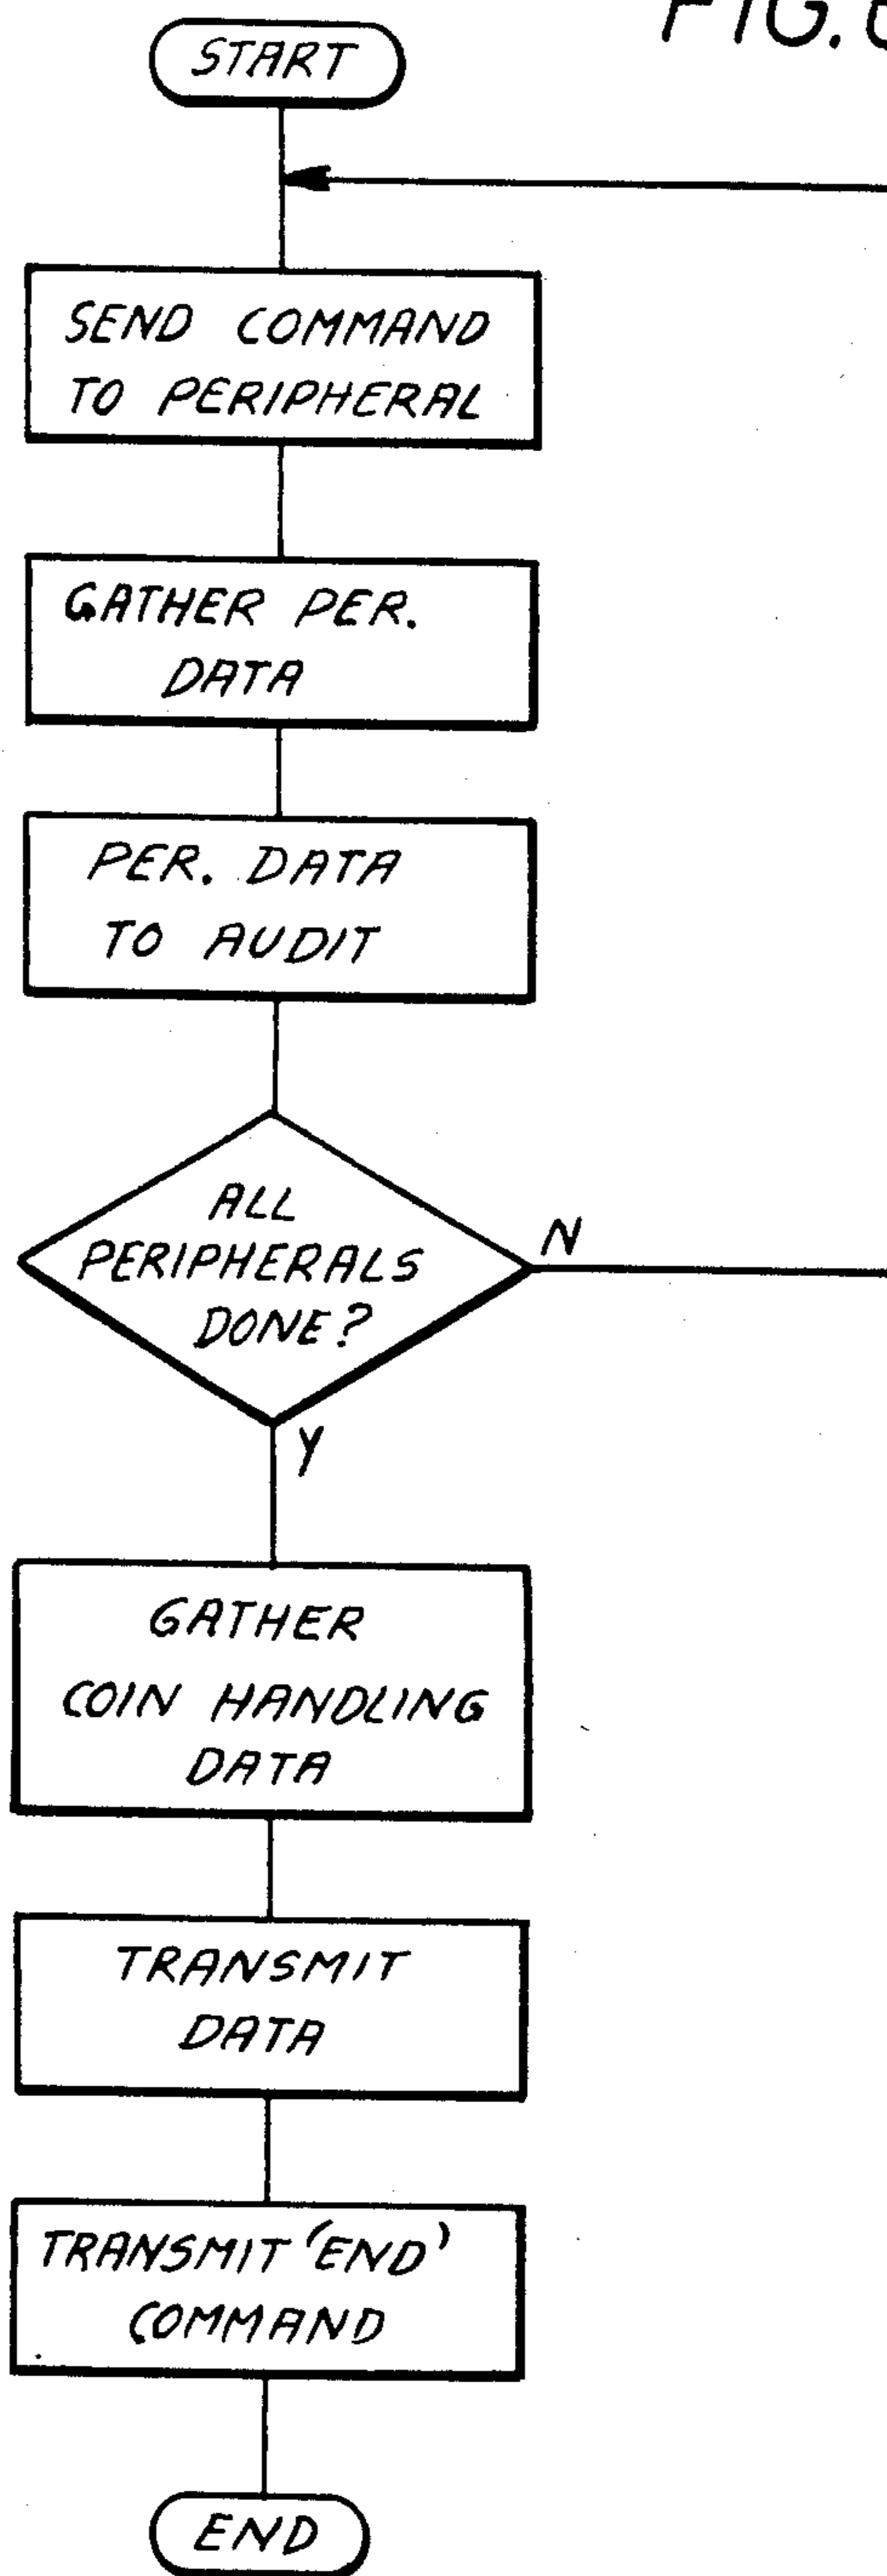 FIG.
START
SEND COMMAND
TO PERIPHERAL
GATHER PER.
DATA
PER. DATA
TO AUDIT
ALL
PERIPHERALS
DONE?
N
Y
GATHER
COIN HANDLING
DATA
TRANSMIT
DATA
TRANSMIT 'END'
COMMAND
END